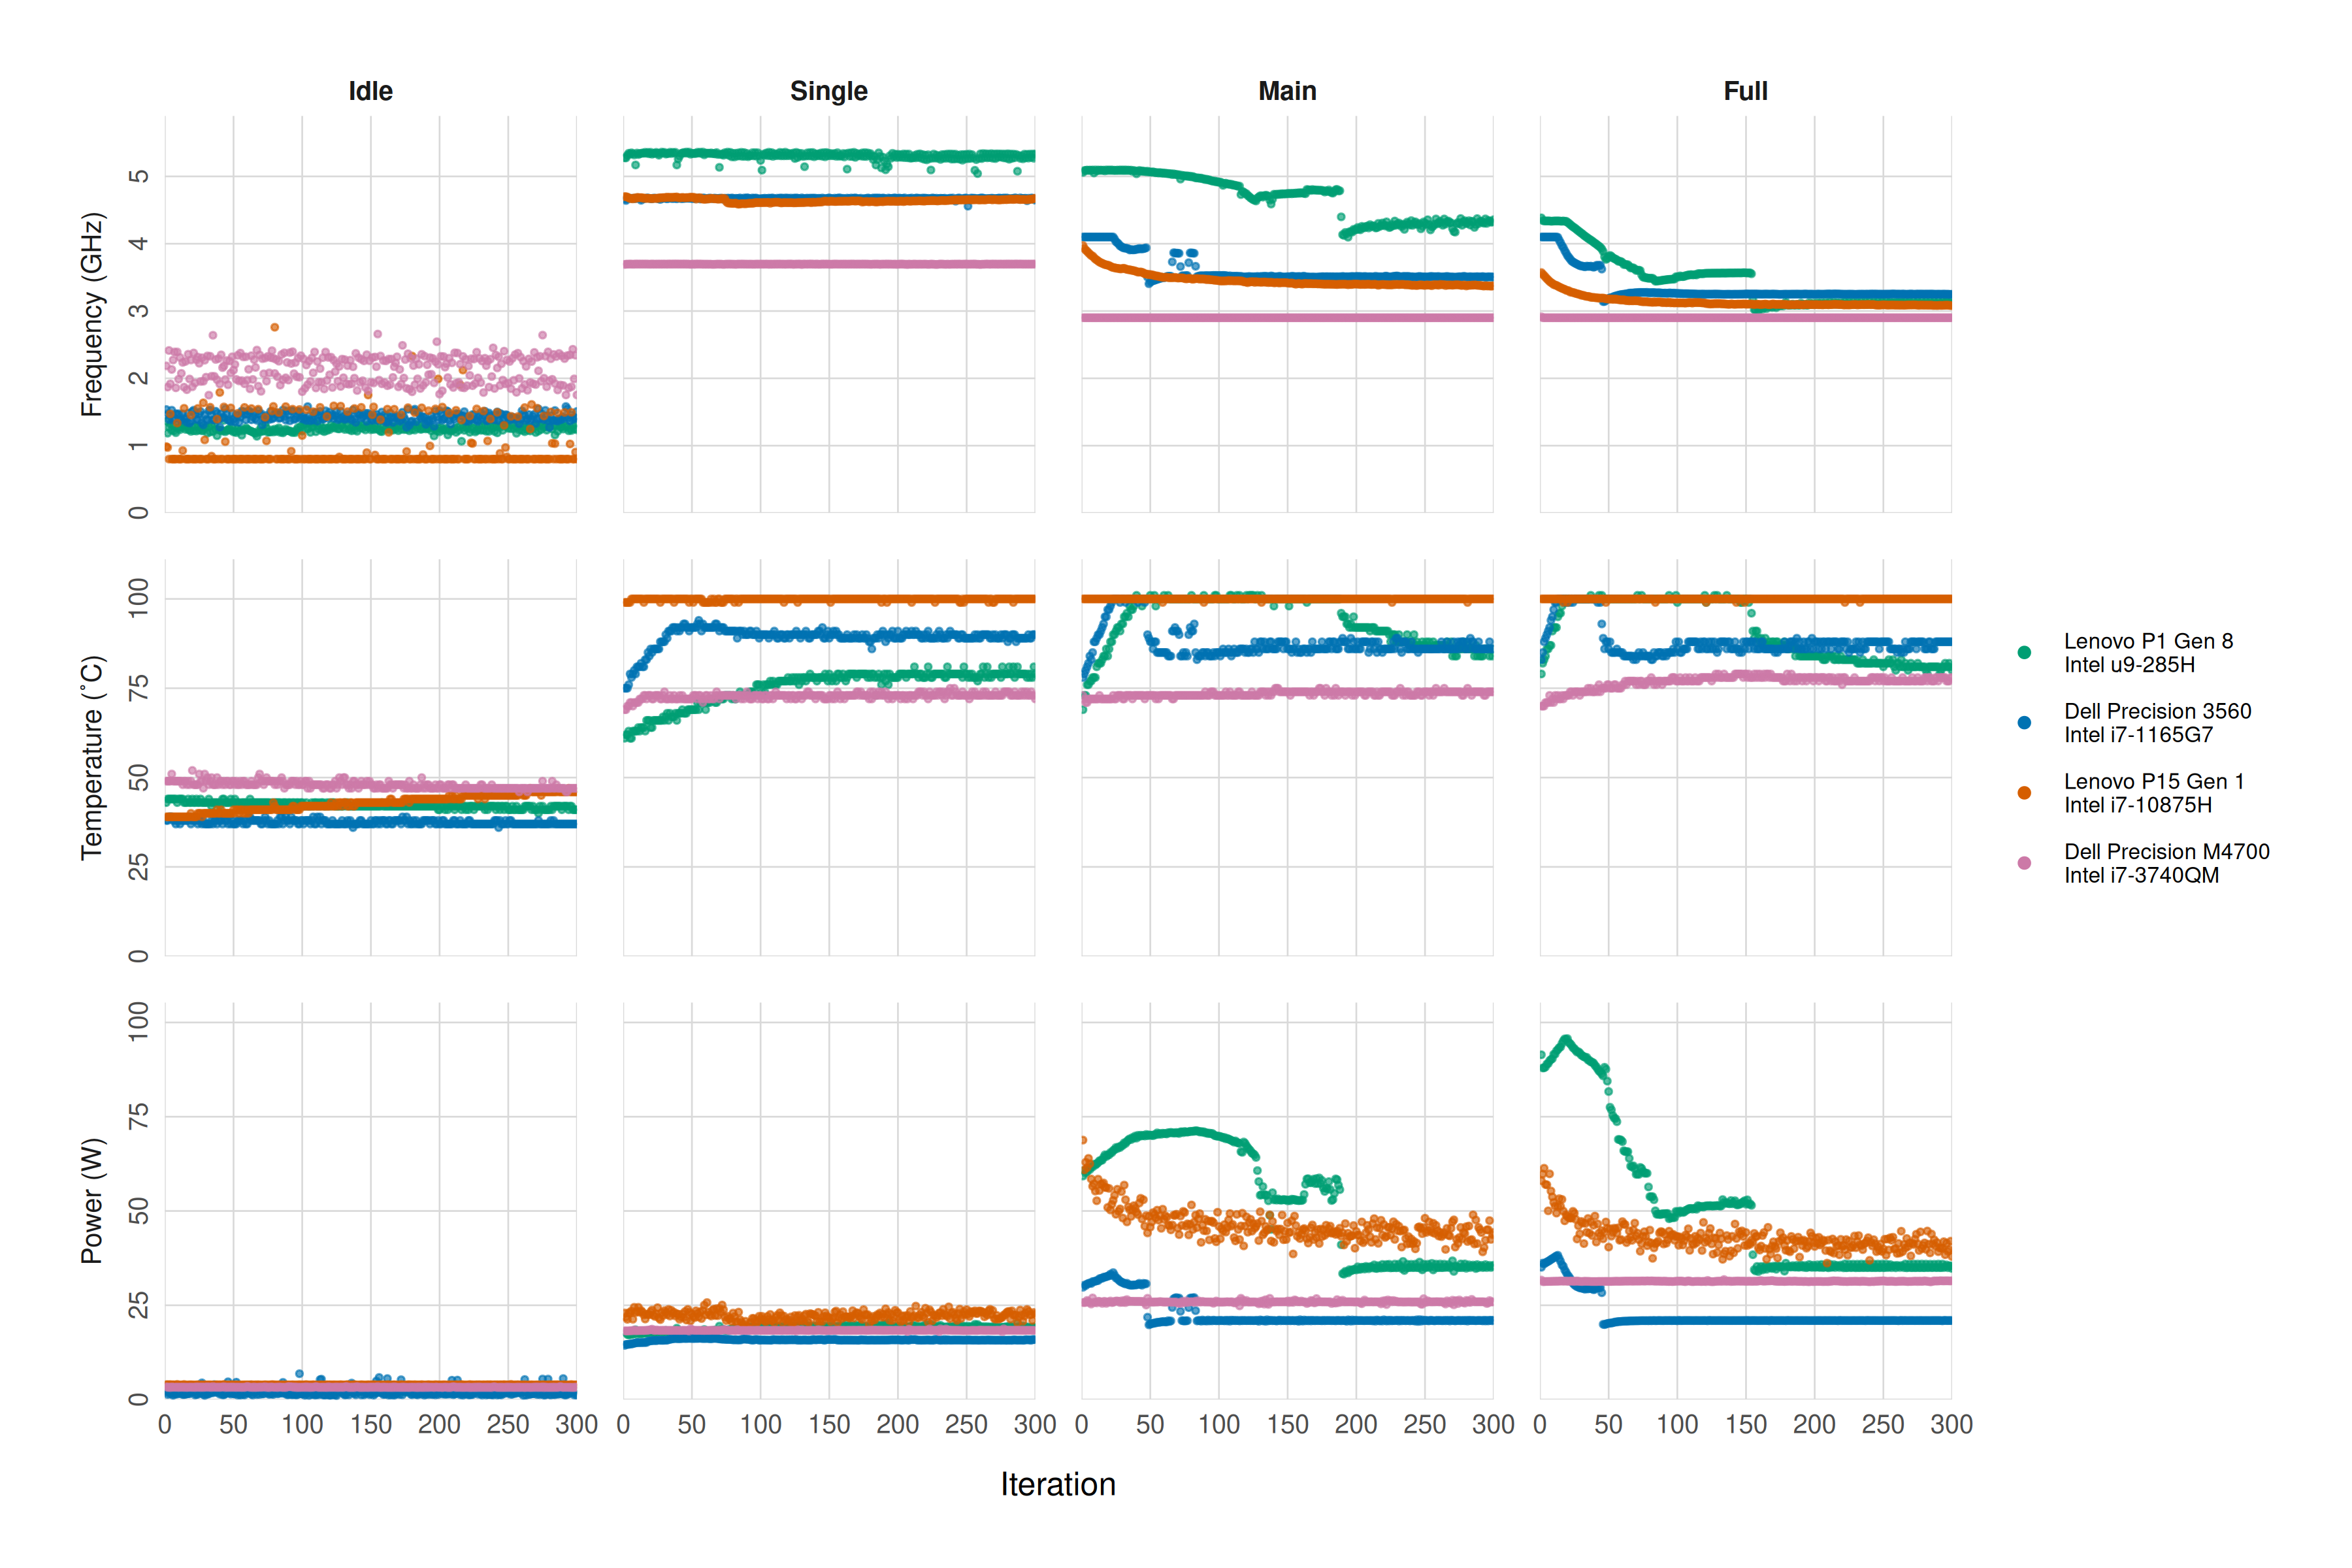 Idle Single Main Full
Frequency (GHz)
5
4
3
2
1
0
Temperature (°C)
100
75
50
25
0
Power (W)
100
75
50
25
0
0 50 100 150 200 250 300 0 50 100 150 200 250 300 0 50 100 150 200 250 300 0 50 100 150 200 250 300
Iteration
Lenovo P1 Gen 8
Intel u9-285H
Dell Precision 3560
Intel i7-1165G7
Lenovo P15 Gen 1
Intel i7-10875H
Dell Precision M4700
Intel i7-3740QM